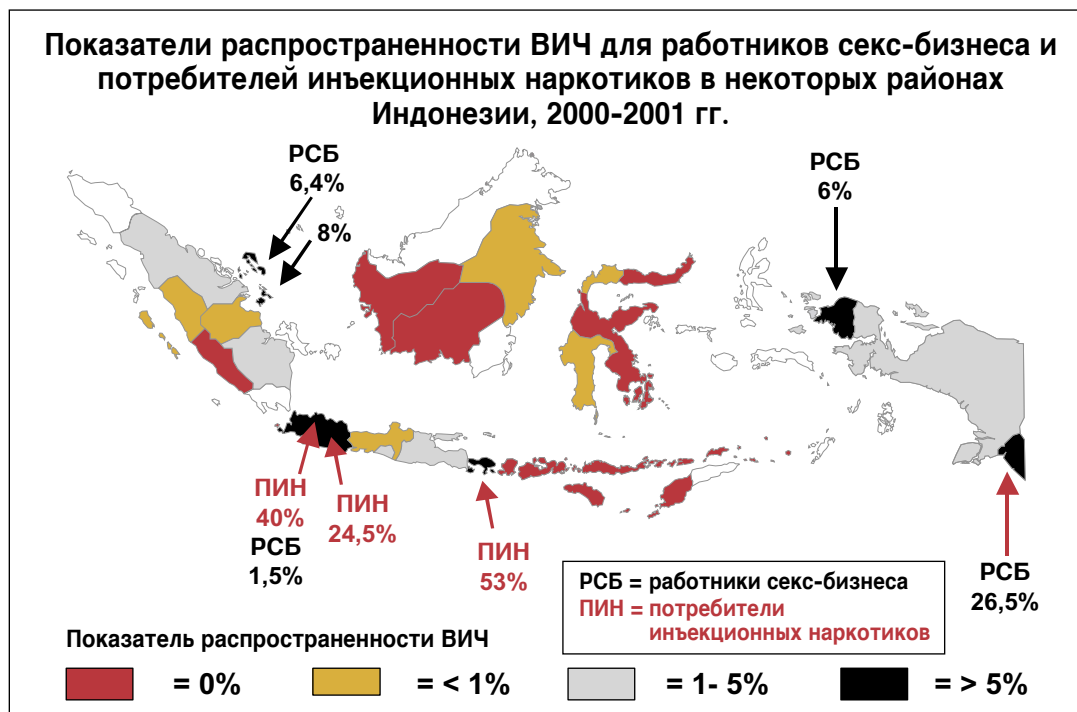 Показатели распространенности ВИЧ для работников секс-бизнеса и
потребителей инъекционных наркотиков в некоторых районах
Индонезии, 2000-2001 гг.
РСБ
6,4%
8%
РСБ
6%
ПИН
40%
РСБ
1,5%
ПИН
24,5%
ПИН
53%
РСБ
26,5%
РСБ = работники секс-бизнеса
ПИН = потребители
инъекционных наркотиков
Показатель распространенности ВИЧ
= 0%
= < 1%
= 1- 5%
= > 5%